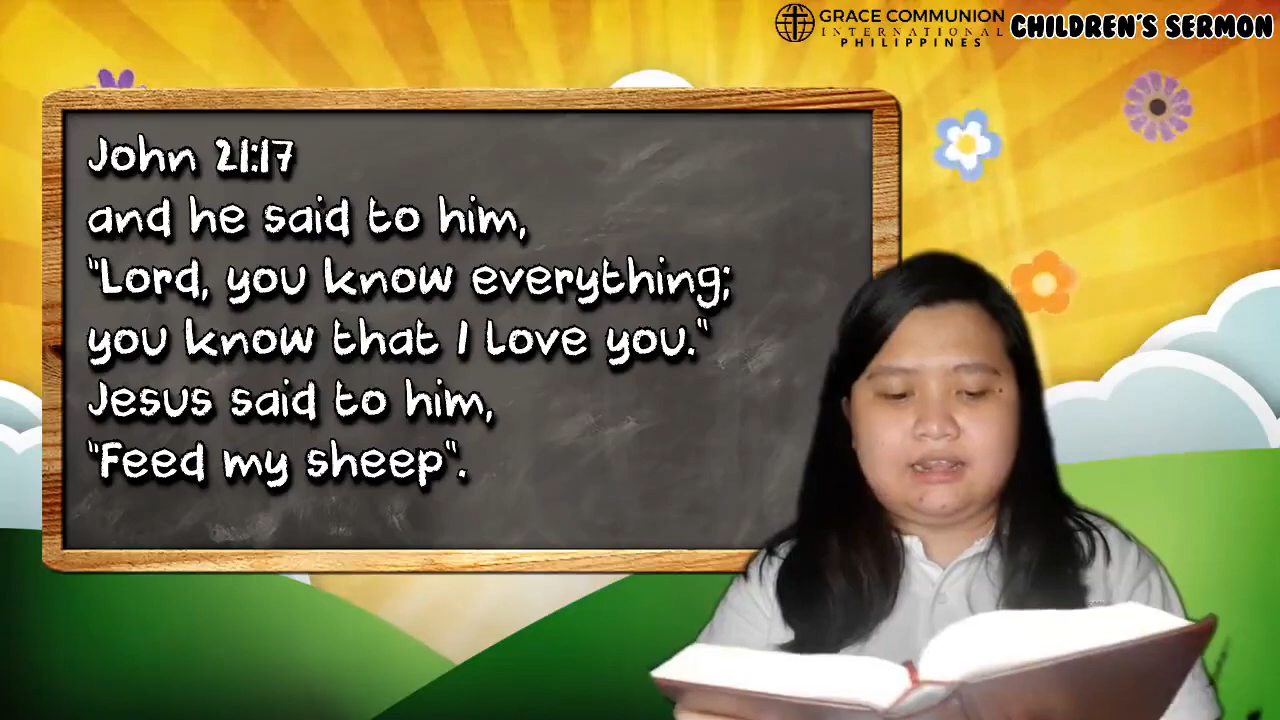 GRACE COMMUNION
INTERNATIONAL
PHILIPPINES
CHILDREN'S SERMON
John 21:17
and he said to him,
"Lord, you know everything;
you know that I love you."
Jesus said to him,
"Feed my sheep".